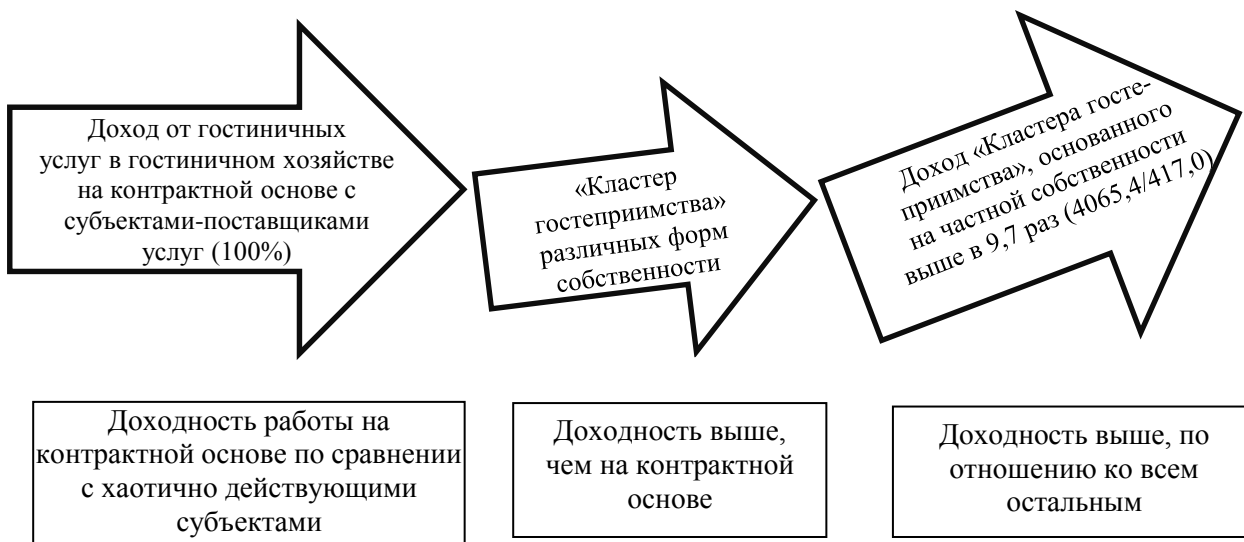 Доход от гостиничных
услуг в гостиничном хозяйстве
на контрактной основе с
субъектами-поставщиками
услуг (100%)
«Кластер
гостеприимства»
различных форм
собственности
Доход «Кластера госте-
приимства», основанного
на частной собственности
выше в 9,7 раз (4065,4/417,0)
Доходность работы на
контрактной основе по сравнении
с хаотично действующими
субъектами
Доходность выше,
чем на контрактной
основе
Доходность выше, по
отношению ко всем
остальным